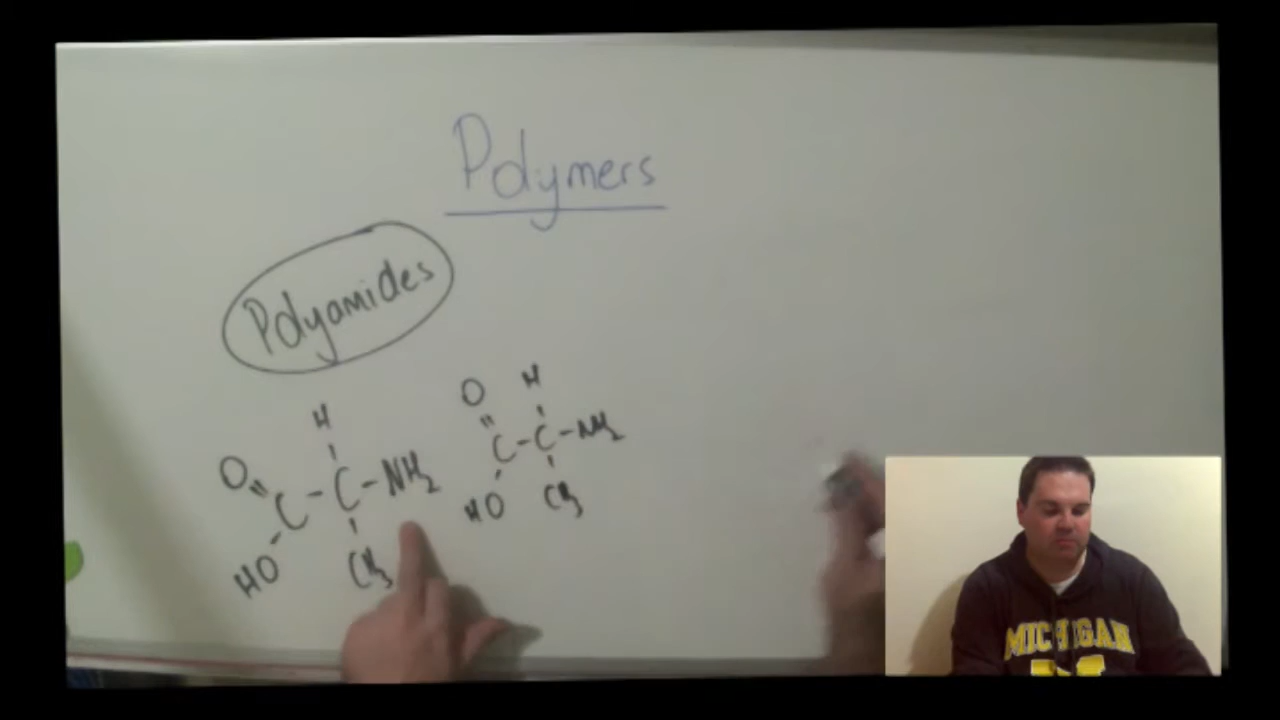 Polymers
Polyamides
H
O
C - C - NH2
HO
CH3
O
H
C - C - NH2
HO
CH3
MICHIGAN